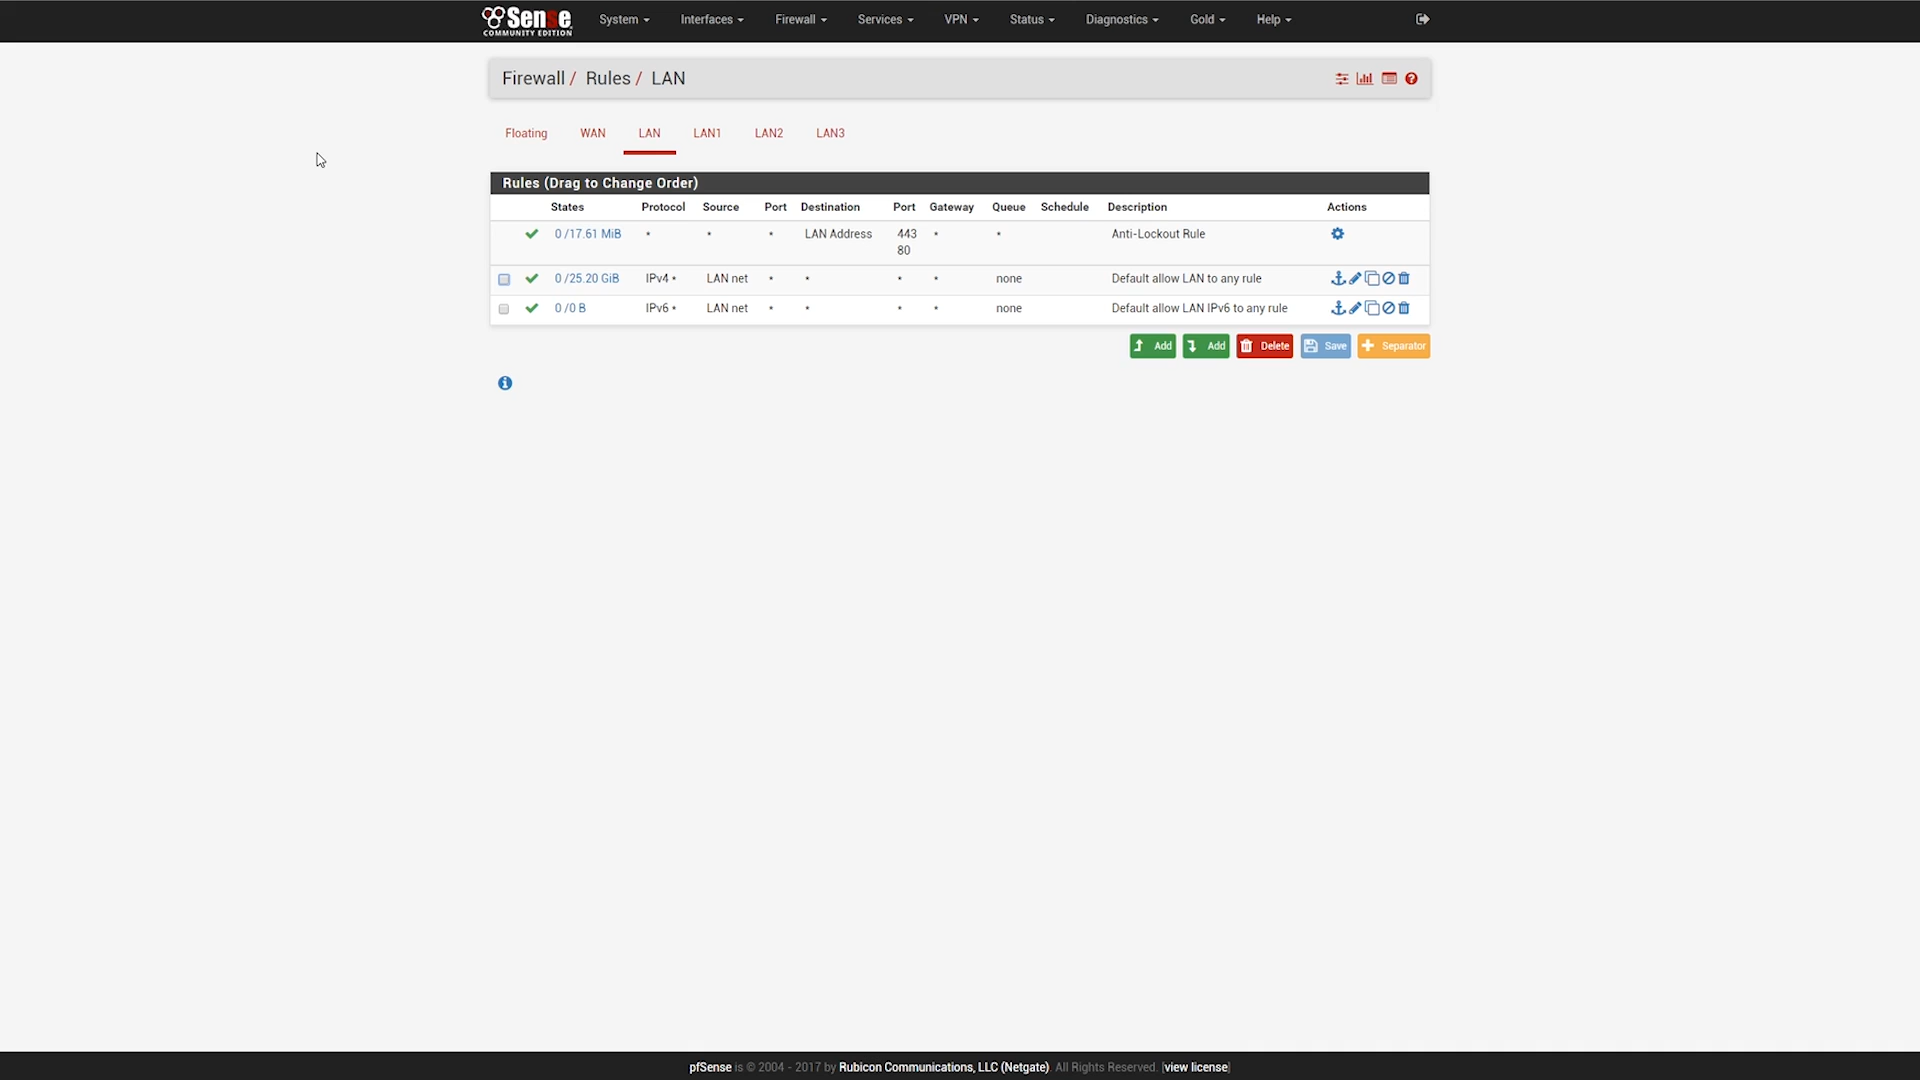 Sense System Interfaces Firewall Services VPN Status Diagnostics Gold Help
COMMUNITY EDITION
Firewall / Rules / LAN
Floating WAN LAN LAN1 LAN2 LAN3
Rules (Drag to Change Order)
States Protocol Source Port Destination Port Gateway Queue Schedule Description Actions
0 /17.61 MiB * * * LAN Address 443 * * Anti-Lockout Rule
80
0 /25.20 GiB IPv4 * LAN net * * * * none Default allow LAN to any rule
0 /0 B IPv6 * LAN net * * * * none Default allow LAN IPv6 to any rule
Add Add Delete Save Separator
pfSense is © 2004 - 2017 by Rubicon Communications, LLC (Netgate). All Rights Reserved. [view license]